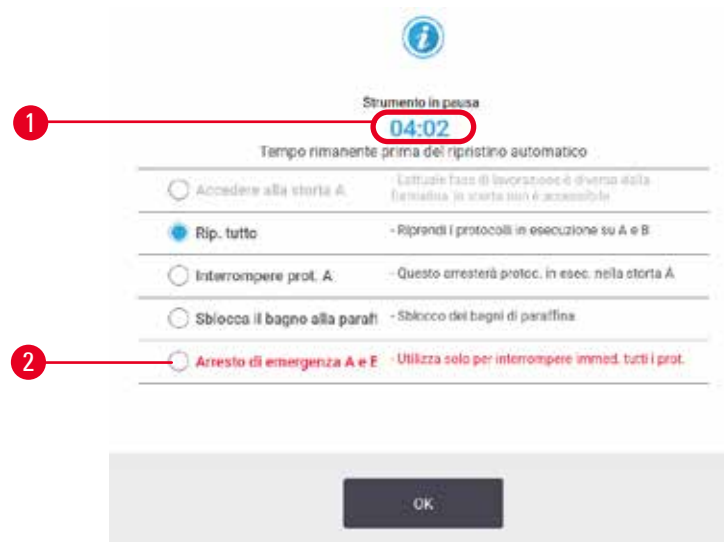 i
Strumento in pausa
1
04:02
Tempo rimanente prima del ripristino automatico
Accedere alla storta A
- L'attuale fase di lavorazione è diversa dalla
formalina, la storta non è accessibile
Rip. tutto
- Riprendi i protocolli in esecuzione su A e B
Interrompere prot. A
- Questo arresterà protoc. in esec. nella storta A
Sblocca il bagno alla paraff
- Sblocco dei bagni di paraffina
2
Arresto di emergenza A e B
- Utilizza solo per interrompere immed. tutti i prot.
OK